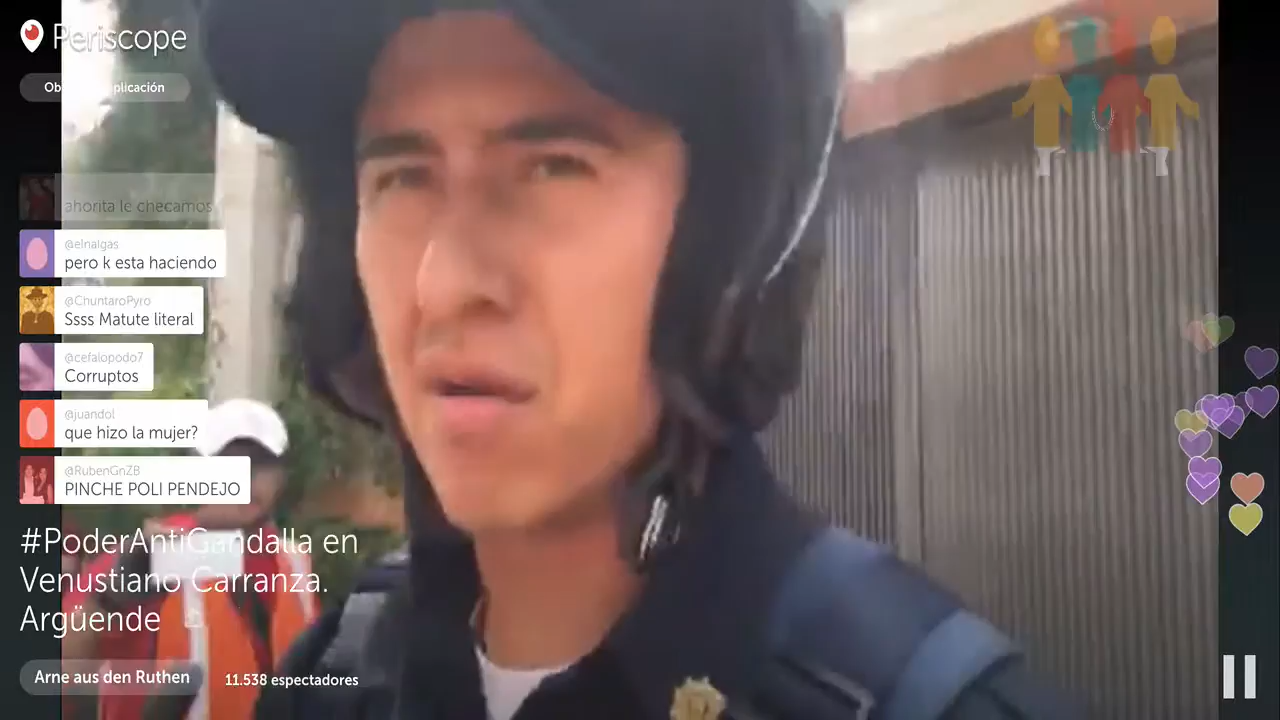 Periscope
ahorita le checamos
@elnalgas
pero k esta haciendo
@ChuntaroPyro
Ssss Matute literal
@cefalopodo7
Corruptos
@juandol
que hizo la mujer?
@RubenGnZB
PINCHE POLI PENDEJO
#PoderAntiGandalla en
Venustiano Carranza.
Argüende
Arne aus den Ruthen
11.538 espectadores